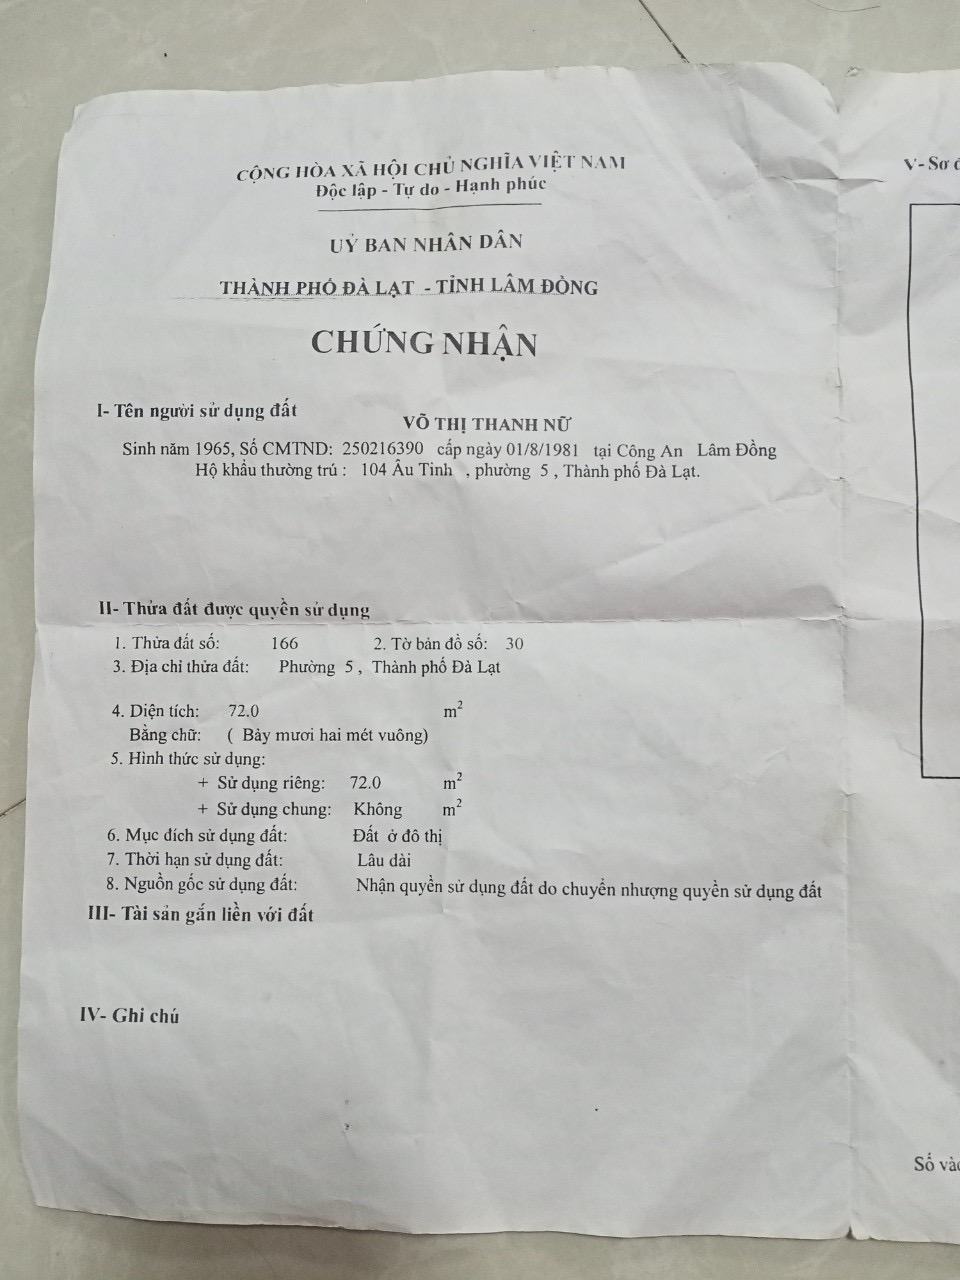 CỘNG HÒA XÃ HỘI CHỦ NGHĨA VIỆT NAM
Độc lập - Tự do - Hạnh phúc
UỶ BAN NHÂN DÂN
THÀNH PHỐ ĐÀ LẠT - TỈNH LÂM ĐỒNG
CHỨNG NHẬN
I- Tên người sử dụng đất
VÕ THỊ THANH NỮ
Sinh năm 1965, Số CMTND: 250216390 cấp ngày 01/8/1981 tại Công An Lâm Đồng
Hộ khẩu thường trú : 104 Âu Tinh , phường 5 , Thành phố Đà Lạt.
II- Thửa đất được quyền sử dụng
1. Thửa đất số: 166 2. Tờ bản đồ số: 30
3. Địa chỉ thửa đất: Phường 5 , Thành phố Đà Lạt
4. Diện tích: 72.0 m²
Bằng chữ: ( Bảy mươi hai mét vuông)
5. Hình thức sử dụng:
+ Sử dụng riêng: 72.0 m²
+ Sử dụng chung: Không m²
6. Mục đích sử dụng đất: Đất ở đô thị
7. Thời hạn sử dụng đất: Lâu dài
8. Nguồn gốc sử dụng đất: Nhận quyền sử dụng đất do chuyển nhượng quyền sử dụng đất
III- Tài sản gắn liền với đất
IV- Ghi chú
V- Sơ
Số